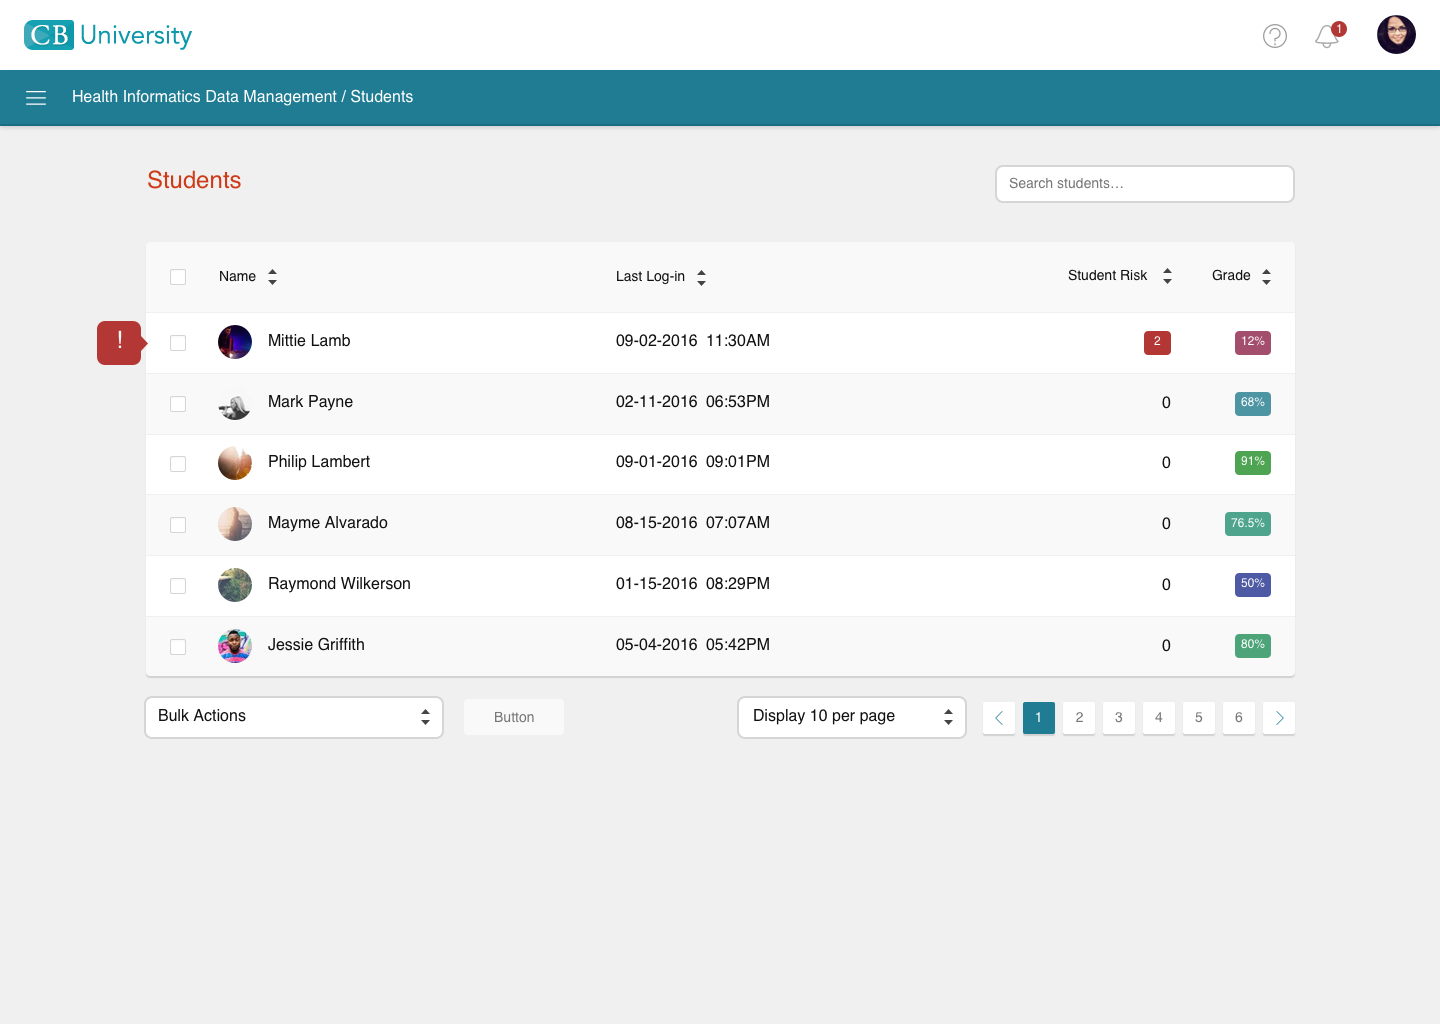 CB University
1
Health Informatics Data Management / Students
Students
Search students...
Name Last Log-in Student Risk Grade
!
Mittie Lamb 09-02-2016 11:30AM 2 12%
Mark Payne 02-11-2016 06:53PM 0 68%
Philip Lambert 09-01-2016 09:01PM 0 91%
Mayme Alvarado 08-15-2016 07:07AM 0 76.5%
Raymond Wilkerson 01-15-2016 08:29PM 0 50%
Jessie Griffith 05-04-2016 05:42PM 0 80%
Bulk Actions Button Display 10 per page 1 2 3 4 5 6